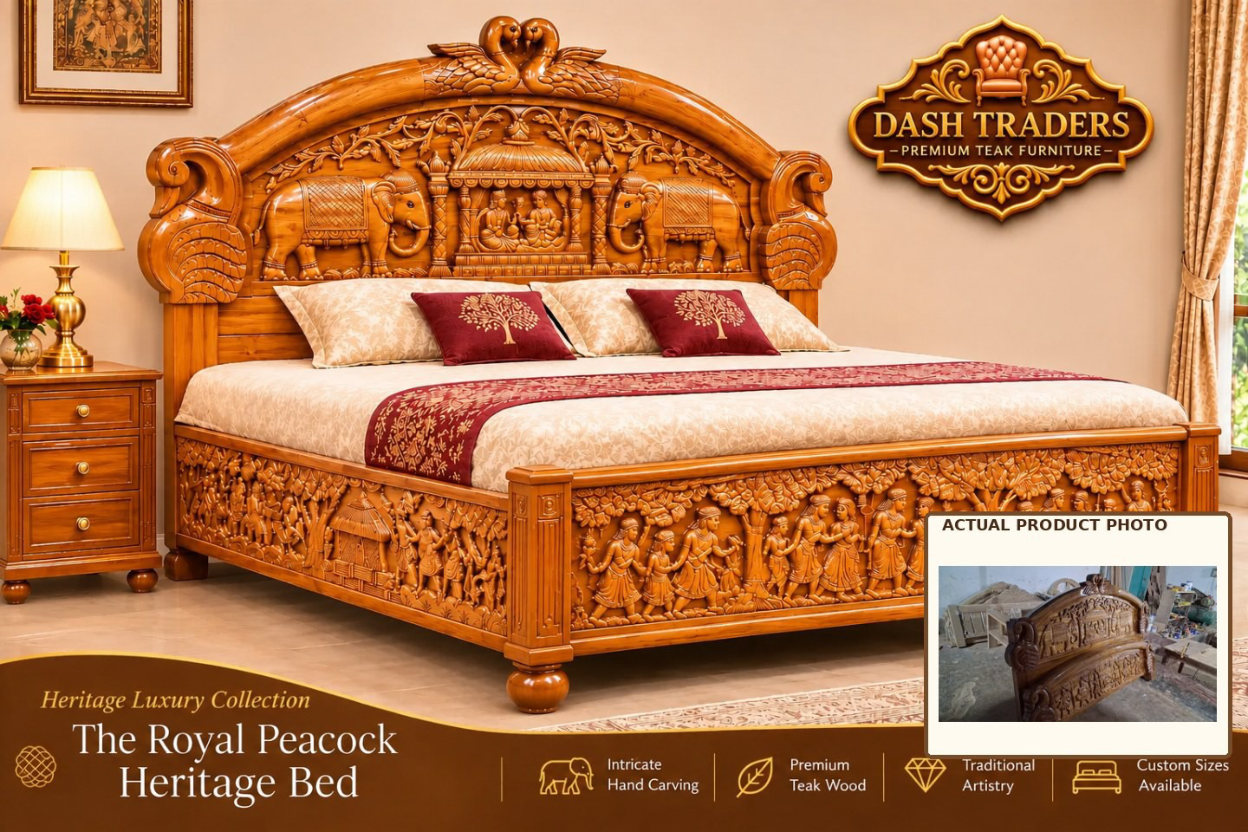 DASH TRADERS
PREMIUM TEAK FURNITURE
ACTUAL PRODUCT PHOTO
Heritage Luxury Collection
The Royal Peacock
Heritage Bed
Intricate
Hand Carving
Premium
Teak Wood
Traditional
Artistry
Custom Sizes
Available